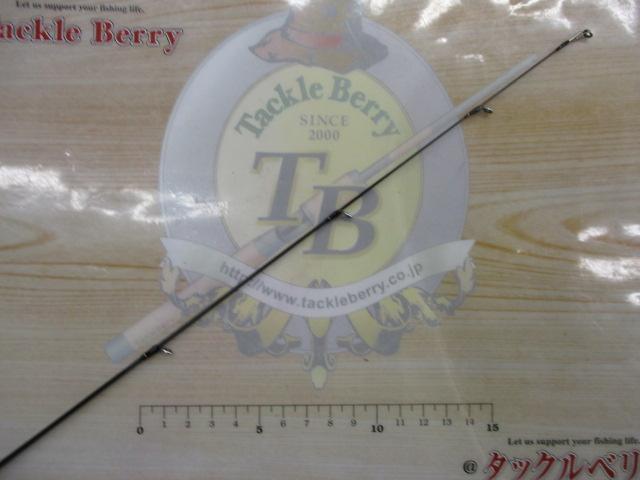 Let us support your fishing life.
ackle Berry
Tackle Berry
SINCE
2000
TB
http://www.tackleberry.co.jp
0 1 2 3 4 5 6 7 8 9 10 11 12 13 14 15
Let us support your fishing life.
@タックルベリ